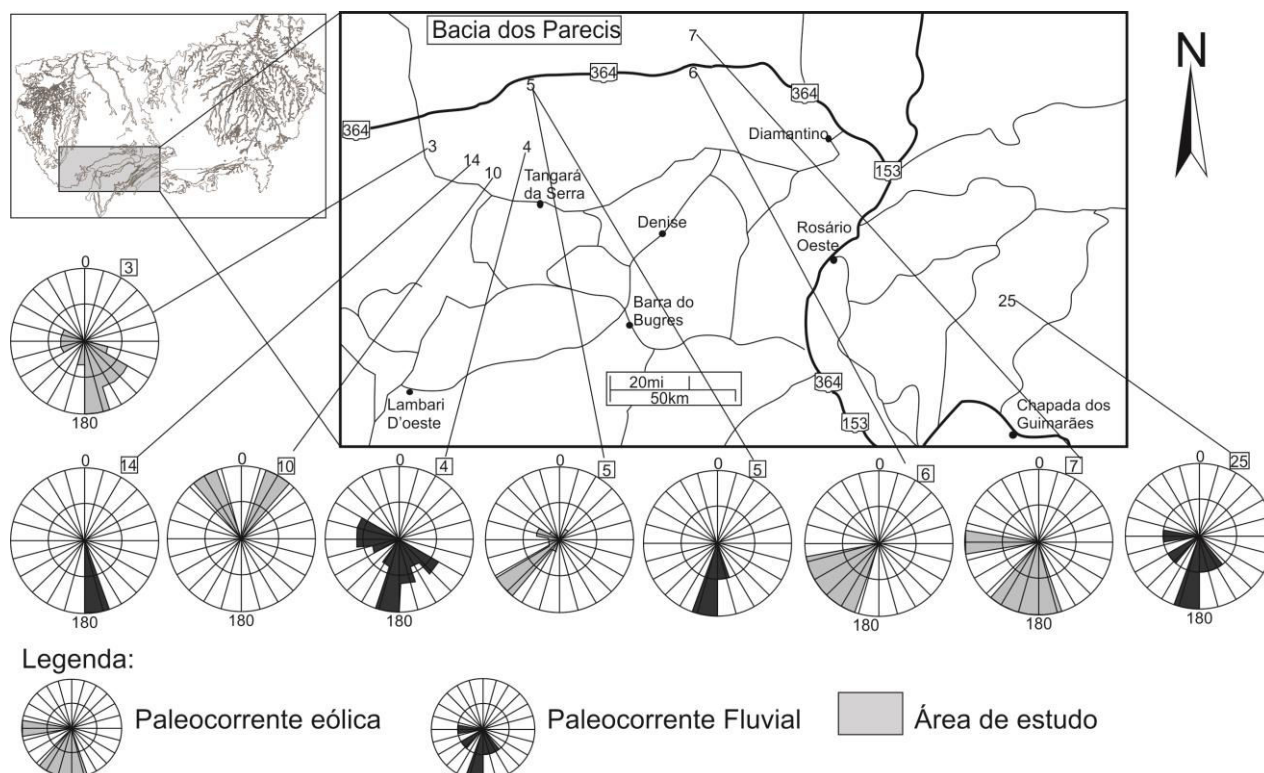 Bacia dos Parecis
N
7
6
364
5
364
364
Diamantino
3
14
4
10
153
Tangará
da Serra
Denise
Rosário
Oeste
25
Barra do
Bugres
20mi
50km
364
Lambari
D'oeste
153
Chapada dos
Guimarães
0
3
180
0
14
180
0
10
180
0
4
180
0
5
0
5
180
0
6
180
0
7
180
0
25
180
Legenda:
Paleocorrente eólica
Paleocorrente Fluvial
Área de estudo